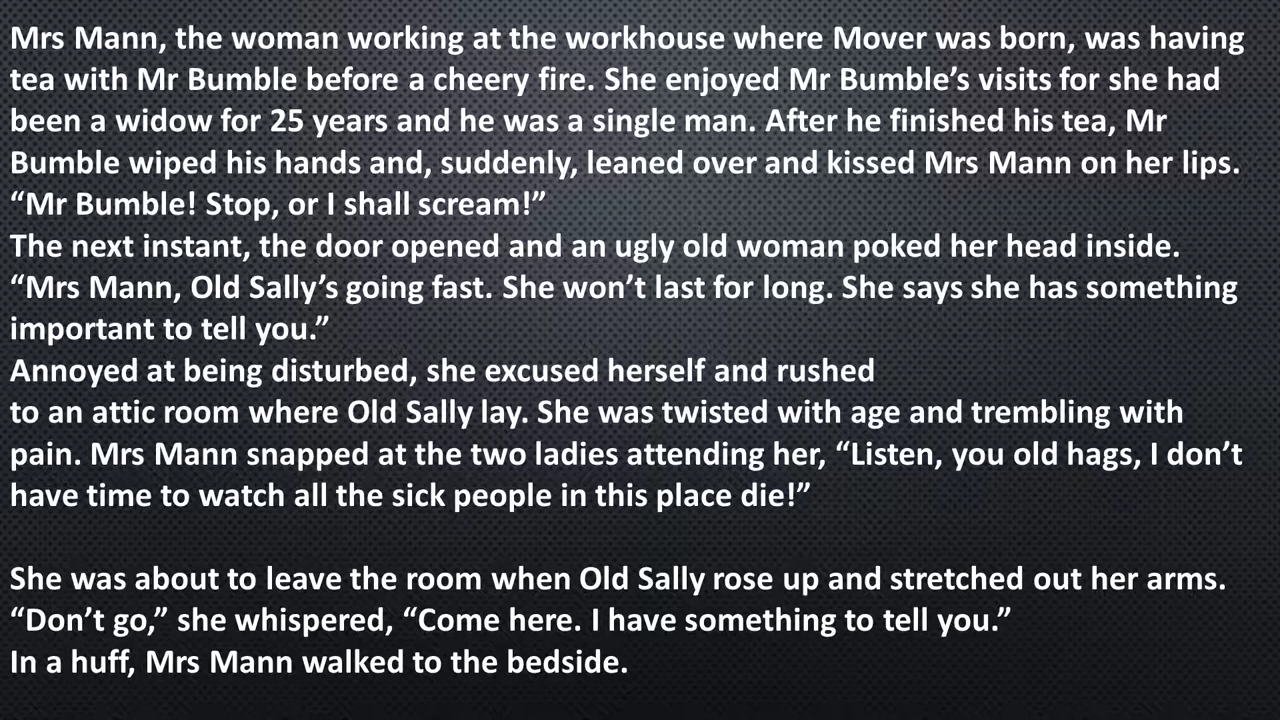 Mrs Mann, the woman working at the workhouse where Mover was born, was having
tea with Mr Bumble before a cheery fire. She enjoyed Mr Bumble’s visits for she had
been a widow for 25 years and he was a single man. After he finished his tea, Mr
Bumble wiped his hands and, suddenly, leaned over and kissed Mrs Mann on her lips.
“Mr Bumble! Stop, or I shall scream!”
The next instant, the door opened and an ugly old woman poked her head inside.
“Mrs Mann, Old Sally’s going fast. She won’t last for long. She says she has something
important to tell you.”
Annoyed at being disturbed, she excused herself and rushed
to an attic room where Old Sally lay. She was twisted with age and trembling with
pain. Mrs Mann snapped at the two ladies attending her, “Listen, you old hags, I don’t
have time to watch all the sick people in this place die!”
She was about to leave the room when Old Sally rose up and stretched out her arms.
“Don’t go,” she whispered, “Come here. I have something to tell you.”
In a huff, Mrs Mann walked to the bedside.